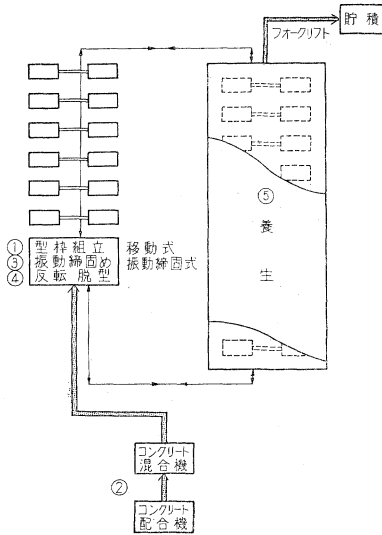 貯積
フォークリフト
⑤
養
生
①型枠組立
③振動締固め
④反転脱型
移動式
振動締固式
コンクリート
混合機
②
コンクリート
配合機